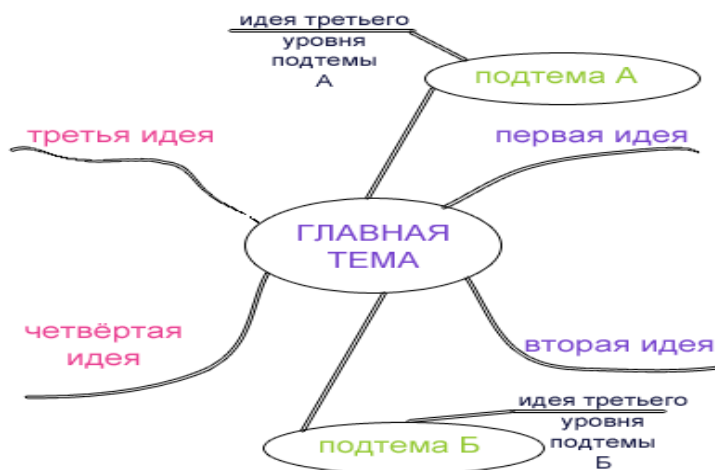 идея третьего
уровня
подтемы
А
подтема А
третья идея
первая идея
ГЛАВНАЯ
ТЕМА
четвёртая
идея
вторая идея
идея третьего
уровня
подтемы
Б
подтема Б